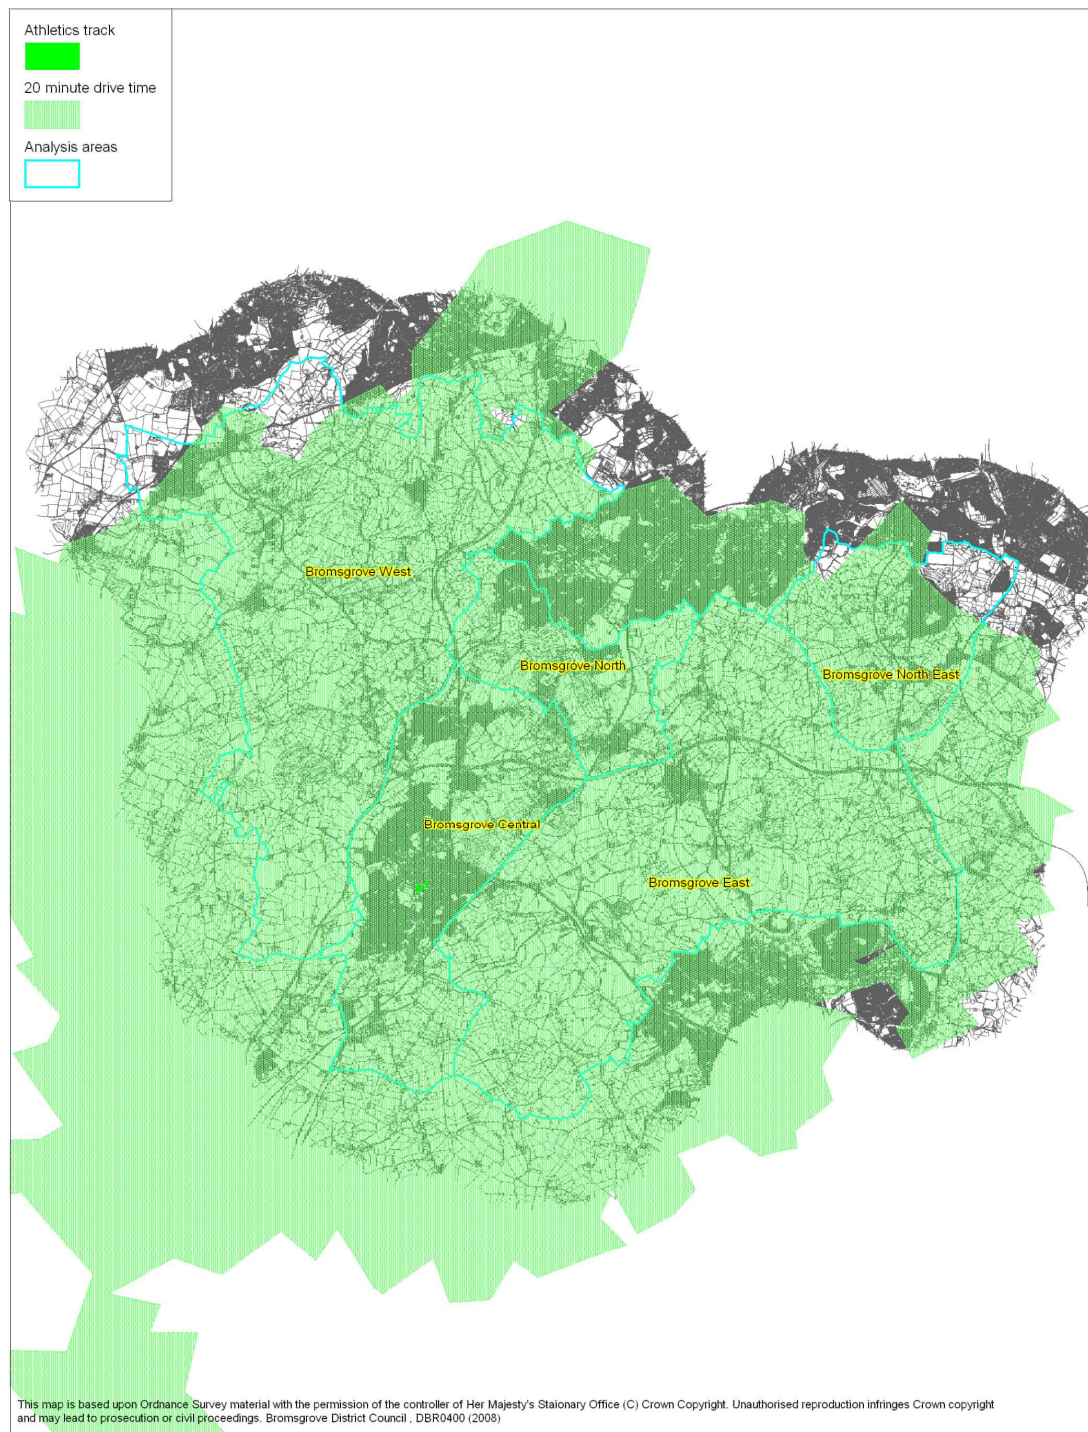 Athletics track
20 minute drive time
Analysis areas
Bromsgrove West
Bromsgrove North
Bromsgrove North East
Bromsgrove Central
Bromsgrove East
This map is based upon Ordnance Survey material with the permission of the controller of Her Majesty's Staionary Office (C) Crown Copyright. Unauthorised reproduction infringes Crown copyright
and may lead to prosecution or civil proceedings. Bromsgrove District Council , DBR0400 (2008)